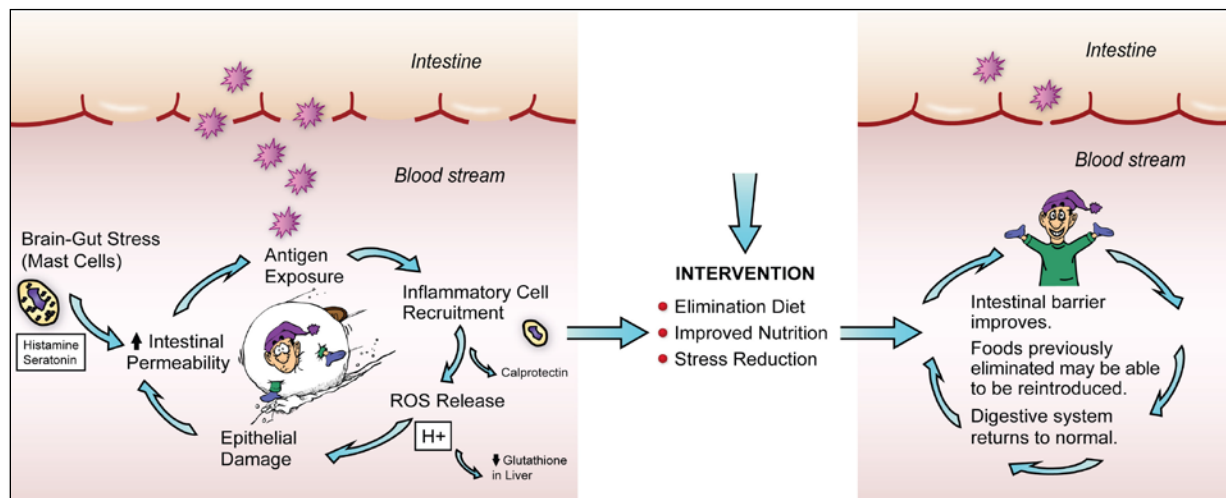 Intestine
Blood stream
Brain-Gut Stress
(Mast Cells)
Histamine
Seratonin
Intestinal
Permeability
Antigen
Exposure
Inflammatory Cell
Recruitment
Calprotectin
ROS Release
H+
Glutathione
in Liver
Epithelial
Damage
INTERVENTION
Elimination Diet
Improved Nutrition
Stress Reduction
Intestine
Blood stream
Intestinal barrier
improves.
Foods previously
eliminated may be able
to be reintroduced.
Digestive system
returns to normal.